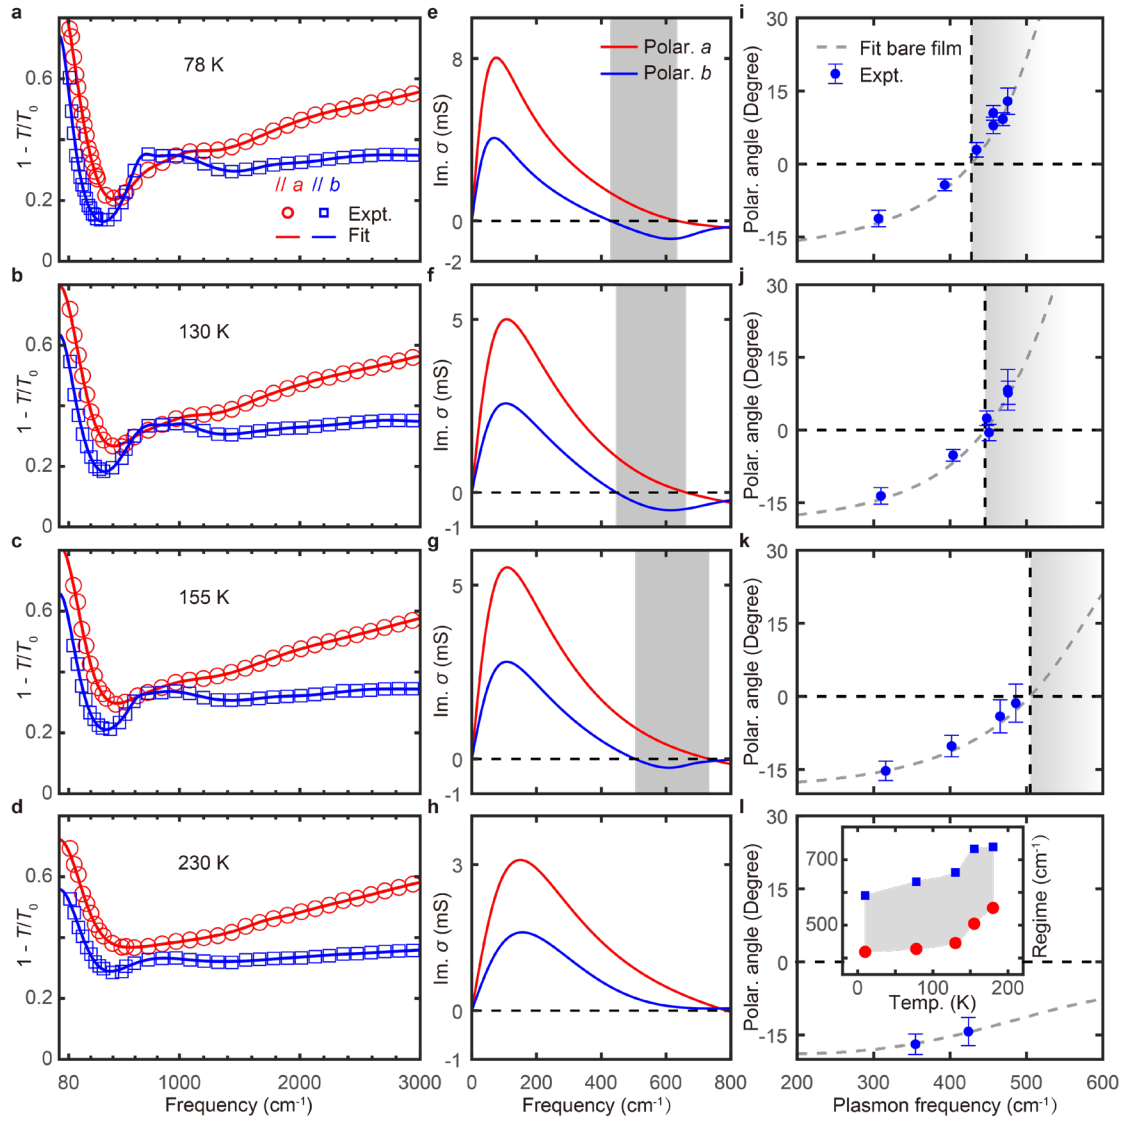 a
78 K
1 - T/T0
0.6
0.2
0
// a // b
Expt.
Fit
b
130 K
1 - T/T0
0.6
0.2
0
c
155 K
1 - T/T0
0.6
0.2
0
d
230 K
1 - T/T0
0.6
0.2
0
80 1000 2000 3000
Frequency (cm-1)
e
Polar. a
Polar. b
Im. σ (mS)
8
0
-2
f
Im. σ (mS)
5
0
-1
g
Im. σ (mS)
5
0
-1
h
Im. σ (mS)
3
0
-1
0 200 400 600 800
Frequency (cm-1)
i
Fit bare film
Expt.
Polar. angle (Degree)
30
15
0
-15
j
Polar. angle (Degree)
30
15
0
-15
k
Polar. angle (Degree)
30
15
0
-15
l
Polar. angle (Degree)
30
15
0
-15
700
500
Regime (cm-1)
0 100 200
Temp. (K)
200 300 400 500 600
Plasmon frequency (cm-1)